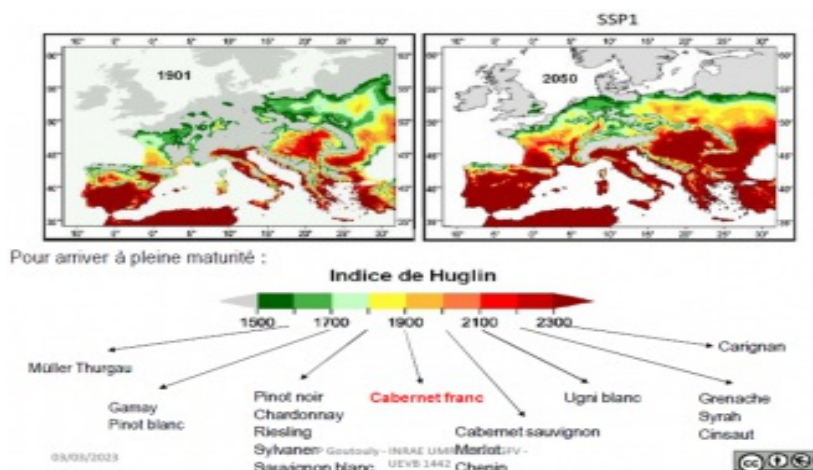 SSP1
1901
2050
Pour arriver à pleine maturité :
Indice de Huglin
1500 1700 1900 2100 2300
Carignan
Müller Thurgau
Gamay
Pinot blanc
Pinot noir
Chardonnay
Riesling
Sylvaner
Sauvignon blanc
Cabernet franc
Cabernet sauvignon
Merlot
Chenin
Ugni blanc
Grenache
Syrah
Cinsaut
03/03/2023
P Goutouly - INRAE
UEVB 1442
cc